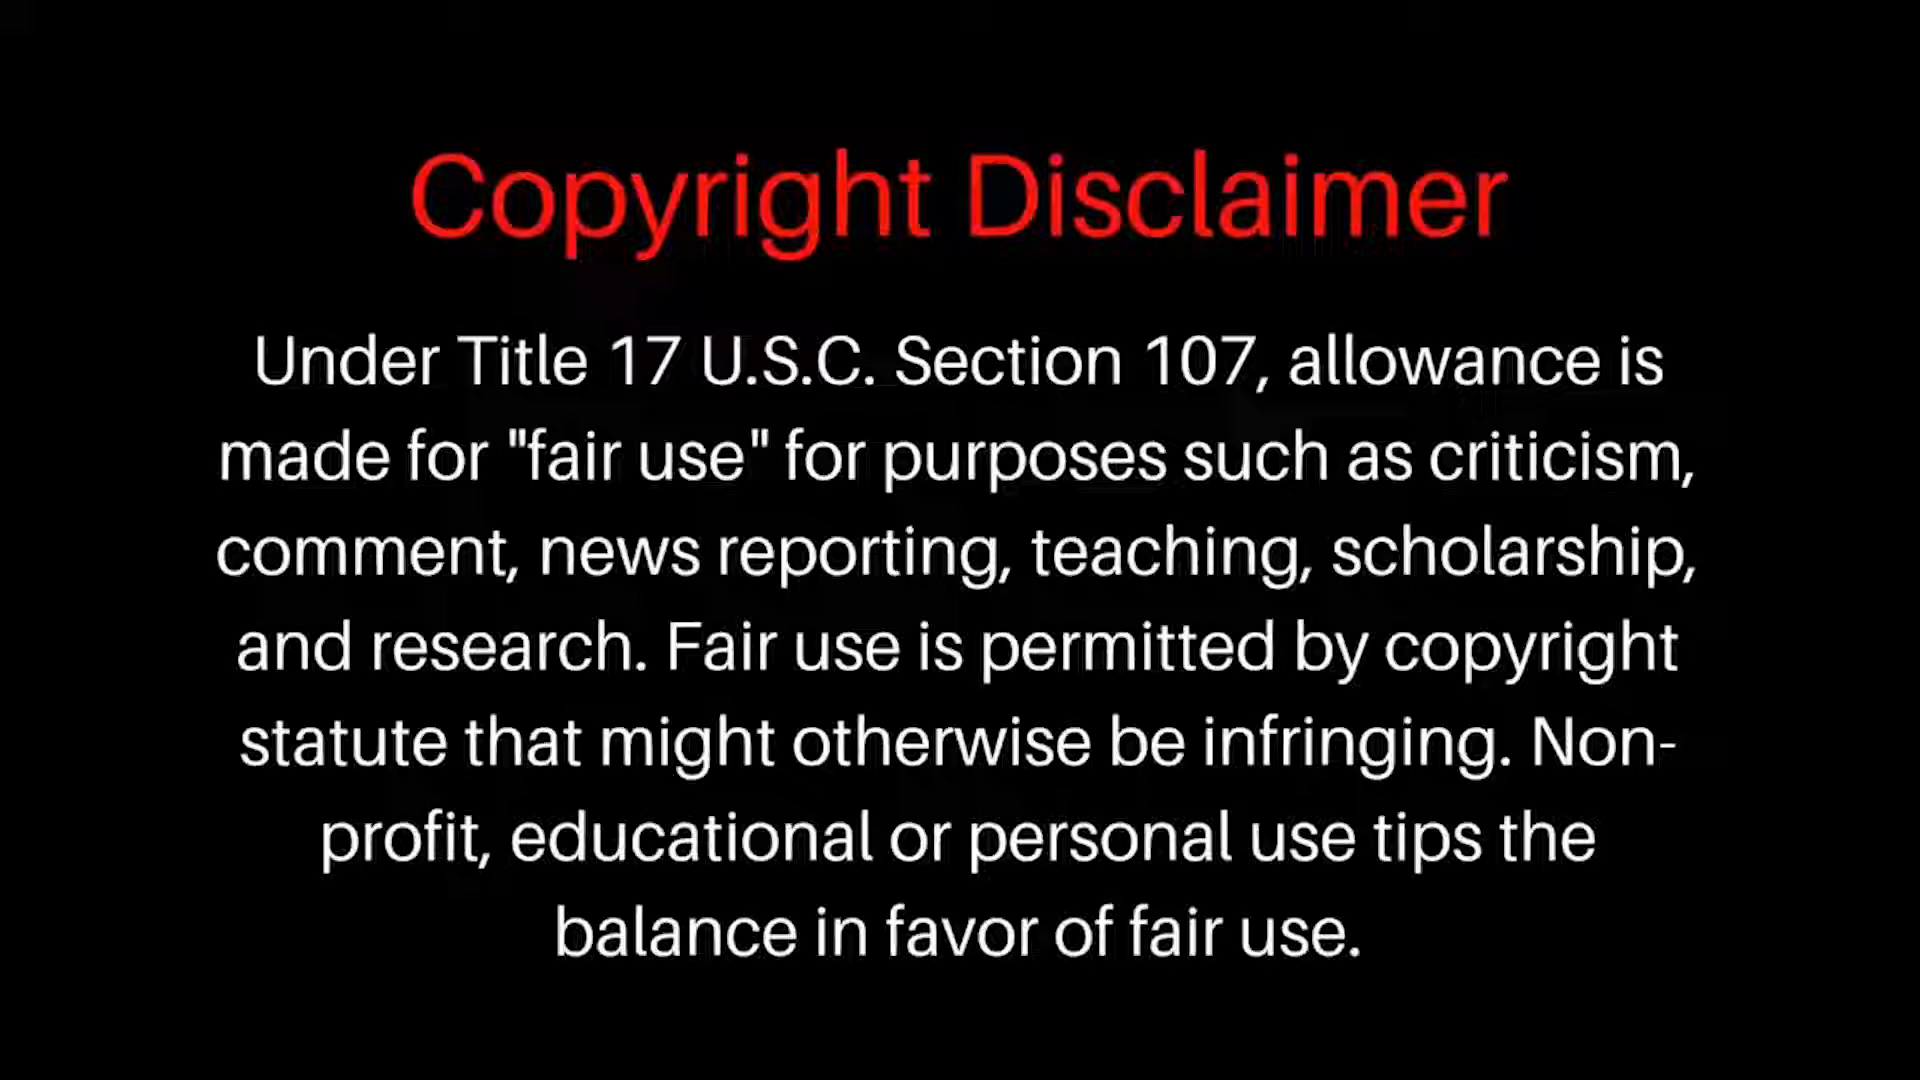 Copyright Disclaimer
Under Title 17 U.S.C. Section 107, allowance is
made for "fair use" for purposes such as criticism,
comment, news reporting, teaching, scholarship,
and research. Fair use is permitted by copyright
statute that might otherwise be infringing. Non-
profit, educational or personal use tips the
balance in favor of fair use.